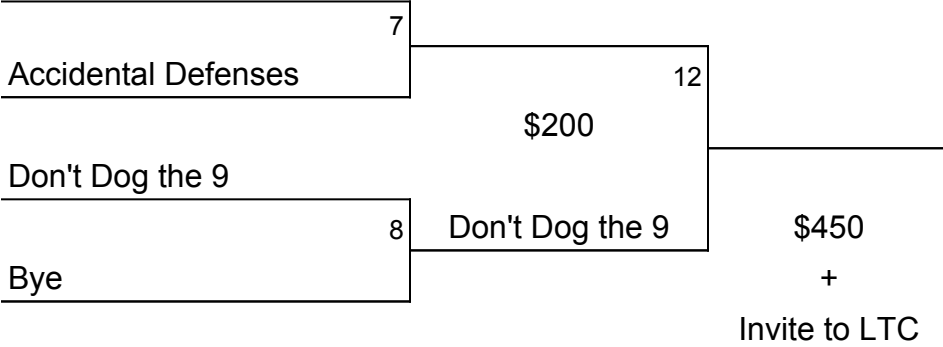 7
Accidental Defenses
12
$200
Don't Dog the 9
8
Don't Dog the 9
$450
Bye
+
Invite to LTC